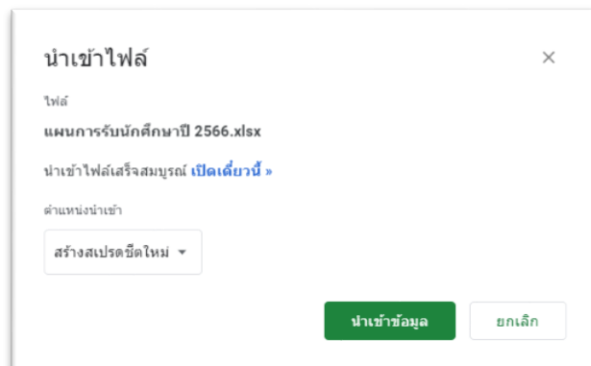 นำเข้าไฟล์
ไฟล์
แผนการรับนักศึกษาปี 2566.xlsx
นำเข้าไฟล์เสร็จสมบูรณ์ เปิดเดี๋ยวนี้ »
ตำแหน่งนำเข้า
สร้างสเปรดชีตใหม่
นำเข้าข้อมูล ยกเลิก